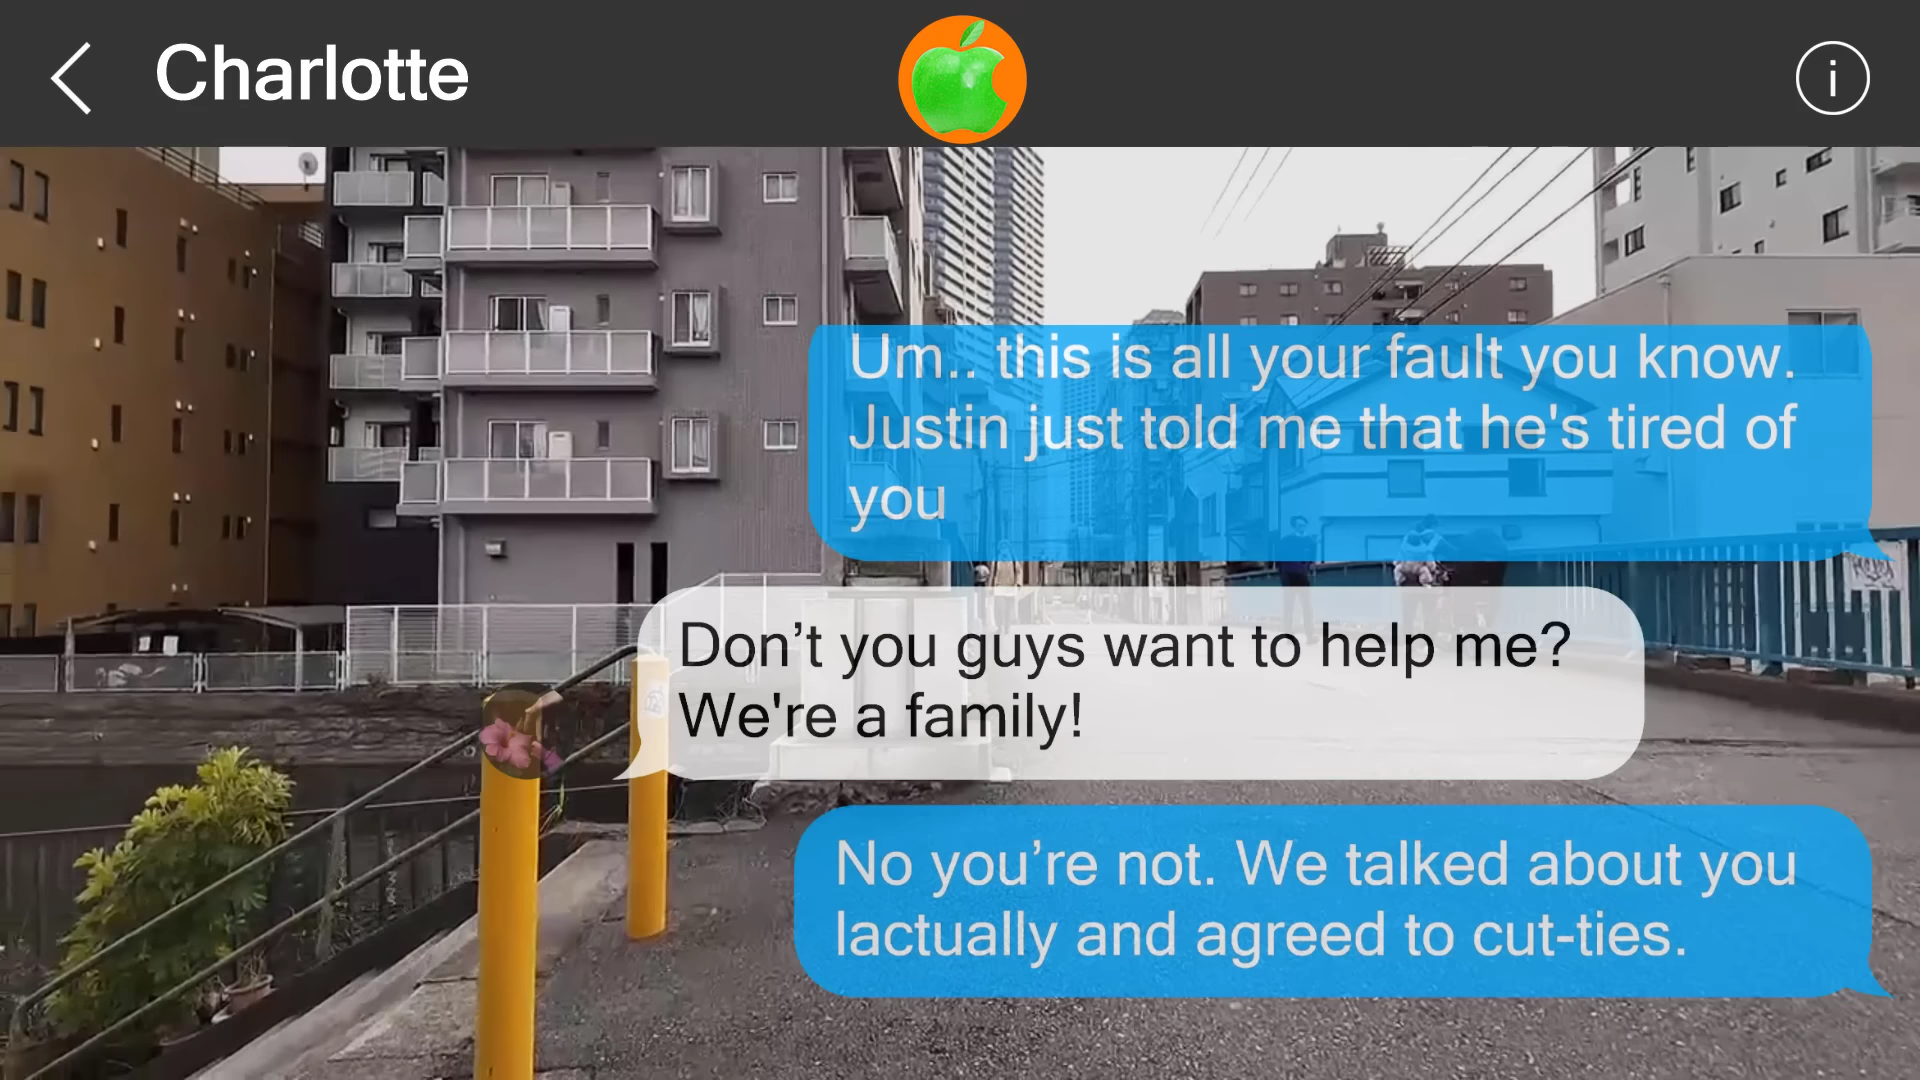 Charlotte
i
Um.. this is all your fault you know.
Justin just told me that he's tired of
you
Don’t you guys want to help me?
We're a family!
No you’re not. We talked about you
lactually and agreed to cut-ties.